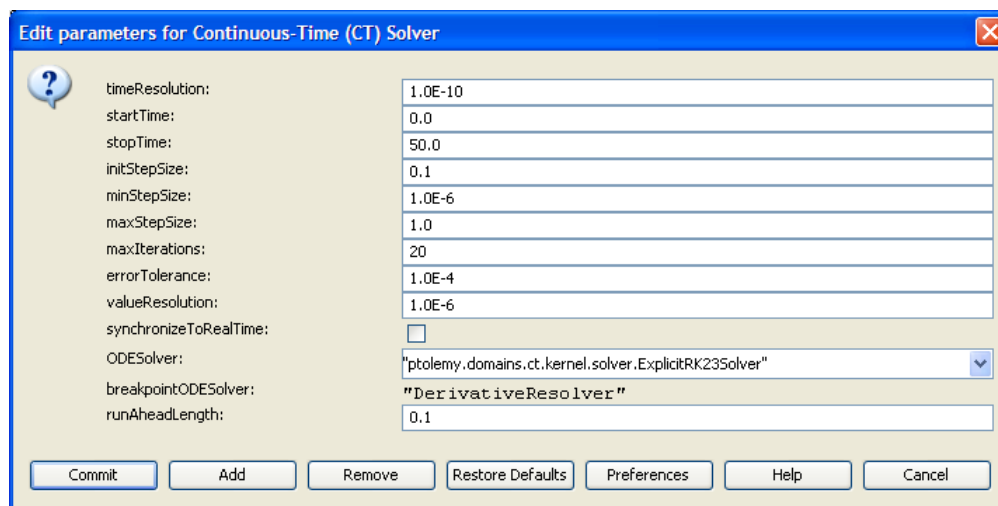 Edit parameters for Continuous-Time (CT) Solver
timeResolution: 1.0E-10
startTime: 0.0
stopTime: 50.0
initStepSize: 0.1
minStepSize: 1.0E-6
maxStepSize: 1.0
maxIterations: 20
errorTolerance: 1.0E-4
valueResolution: 1.0E-6
synchronizeToRealTime:
ODESolver: "ptolemy.domains.ct.kernel.solver.ExplicitRK23Solver"
breakpointODESolver: "DerivativeResolver"
runAheadLength: 0.1
Commit Add Remove Restore Defaults Preferences Help Cancel